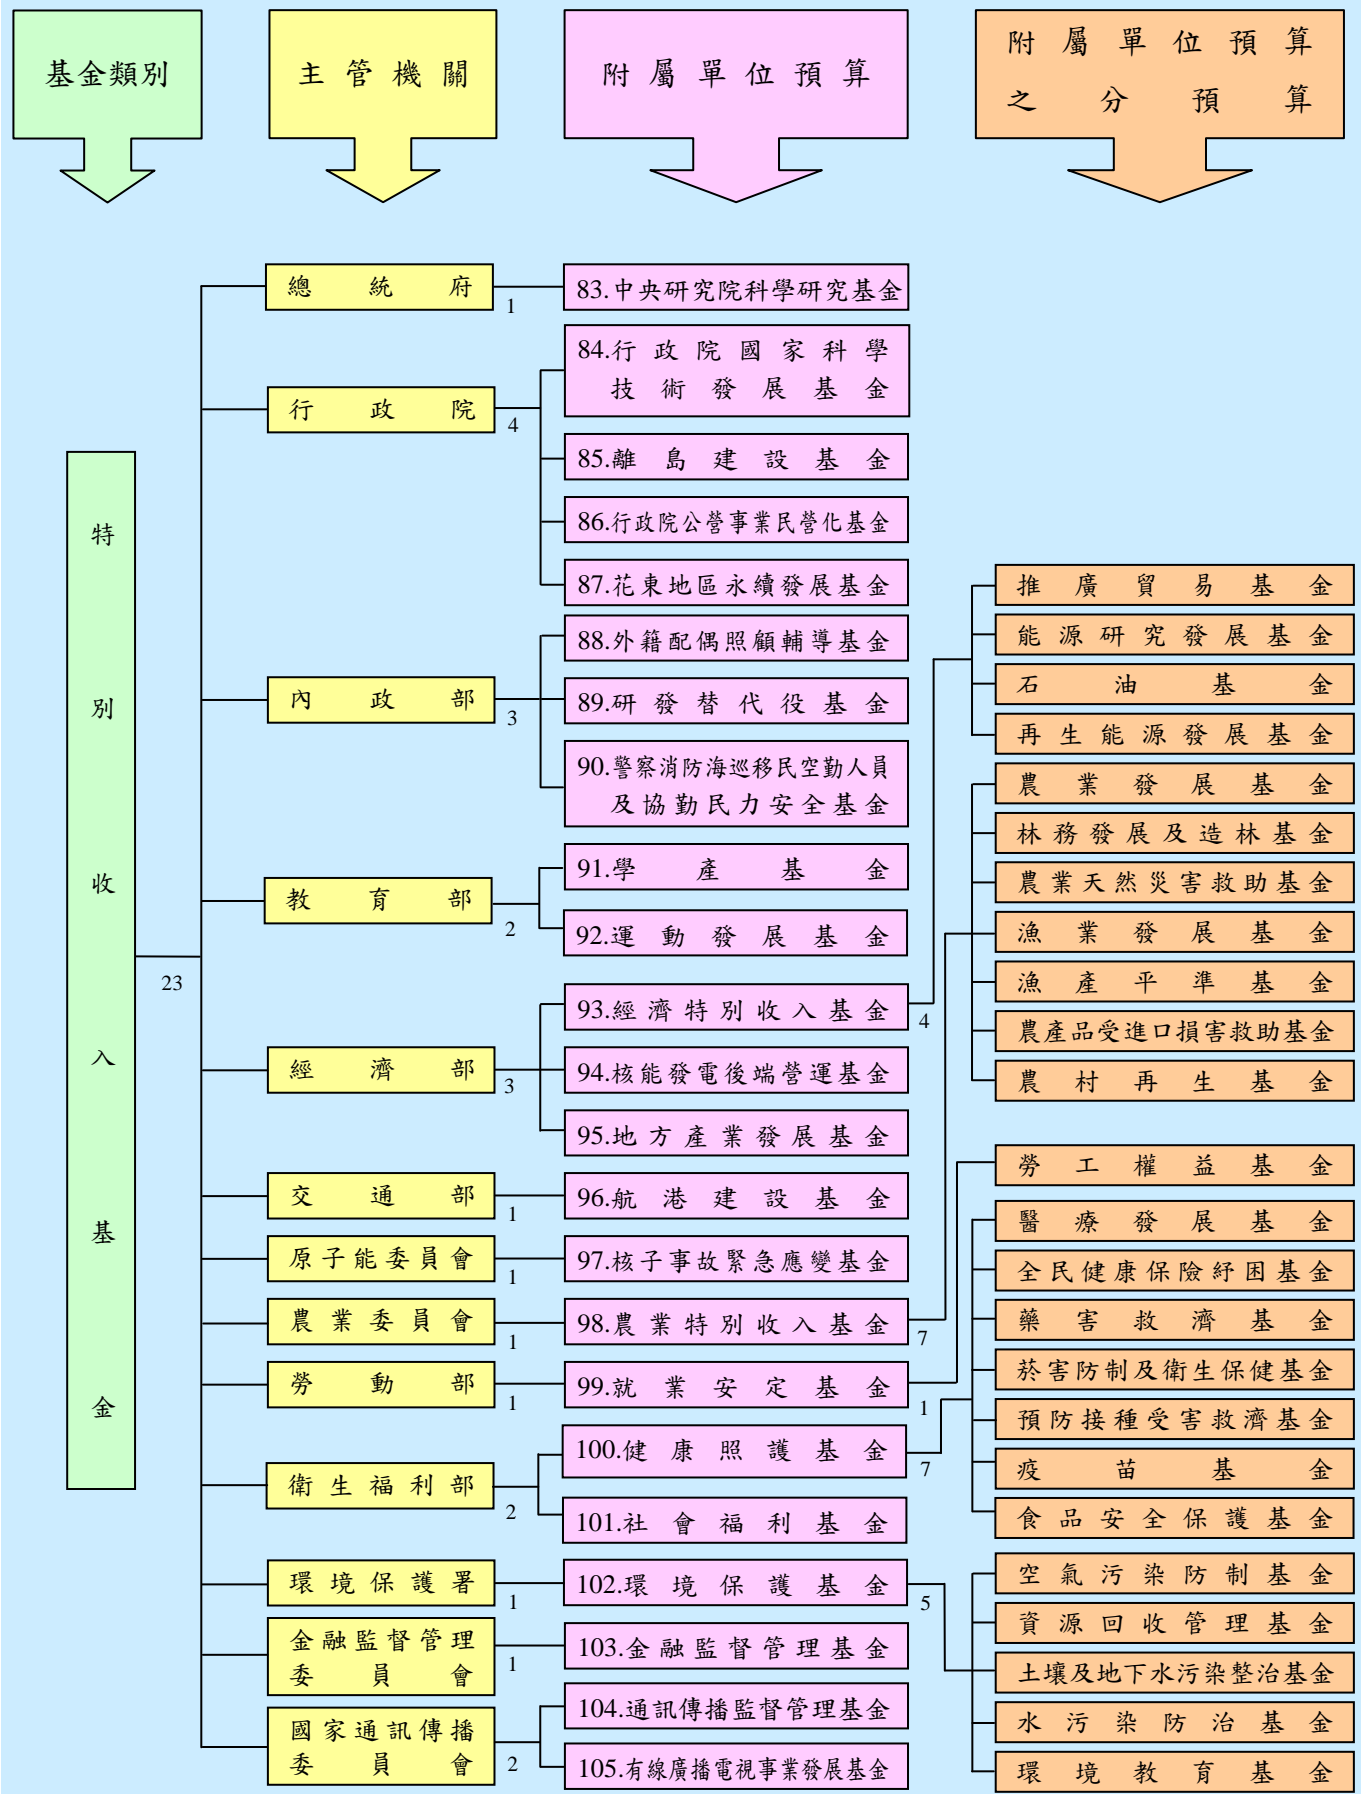 基金類別
主管機關
附屬單位預算
附屬單位預算
之分預算
特別收入基金
23
總統府
1
83.中央研究院科學研究基金
行政院
4
84.行政院國家科學
技術發展基金
85.離島建設基金
86.行政院公營事業民營化基金
87.花東地區永續發展基金
內政部
3
88.外籍配偶照顧輔導基金
89.研發替代役基金
90.警察消防海巡移民空勤人員
及協勤民力安全基金
教育部
2
91.學產基金
92.運動發展基金
經濟部
3
93.經濟特別收入基金
4
94.核能發電後端營運基金
95.地方產業發展基金
交通部
1
96.航港建設基金
原子能委員會
1
97.核子事故緊急應變基金
農業委員會
1
98.農業特別收入基金
7
勞動部
1
99.就業安定基金
1
衛生福利部
2
100.健康照護基金
7
101.社會福利基金
環境保護署
1
102.環境保護基金
5
金融監督管理
委員會
1
103.金融監督管理基金
國家通訊傳播
委員會
2
104.通訊傳播監督管理基金
105.有線廣播電視事業發展基金
推廣貿易基金
能源研究發展基金
石油基金
再生能源發展基金
農業發展基金
林務發展及造林基金
農業天然災害救助基金
漁業發展基金
漁產平準基金
農產品受進口損害救助基金
農村再生基金
勞工權益基金
醫療發展基金
全民健康保險紓困基金
藥害救濟基金
菸害防制及衛生保健基金
預防接種受害救濟基金
疫苗基金
食品安全保護基金
空氣污染防制基金
資源回收管理基金
土壤及地下水污染整治基金
水污染防治基金
環境教育基金